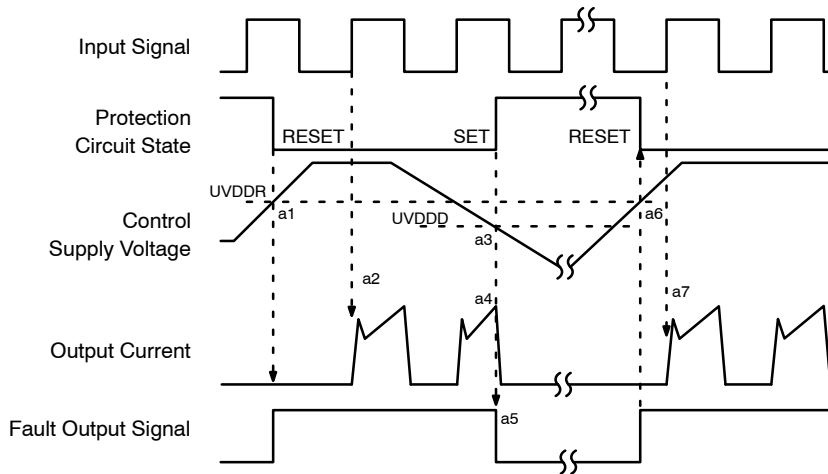 Input Signal
Protection
Circuit State
RESET
SET
RESET
UVDDR
a1
UVDDD
a3
a6
Control
Supply Voltage
a2
a4
a7
Output Current
a5
Fault Output Signal